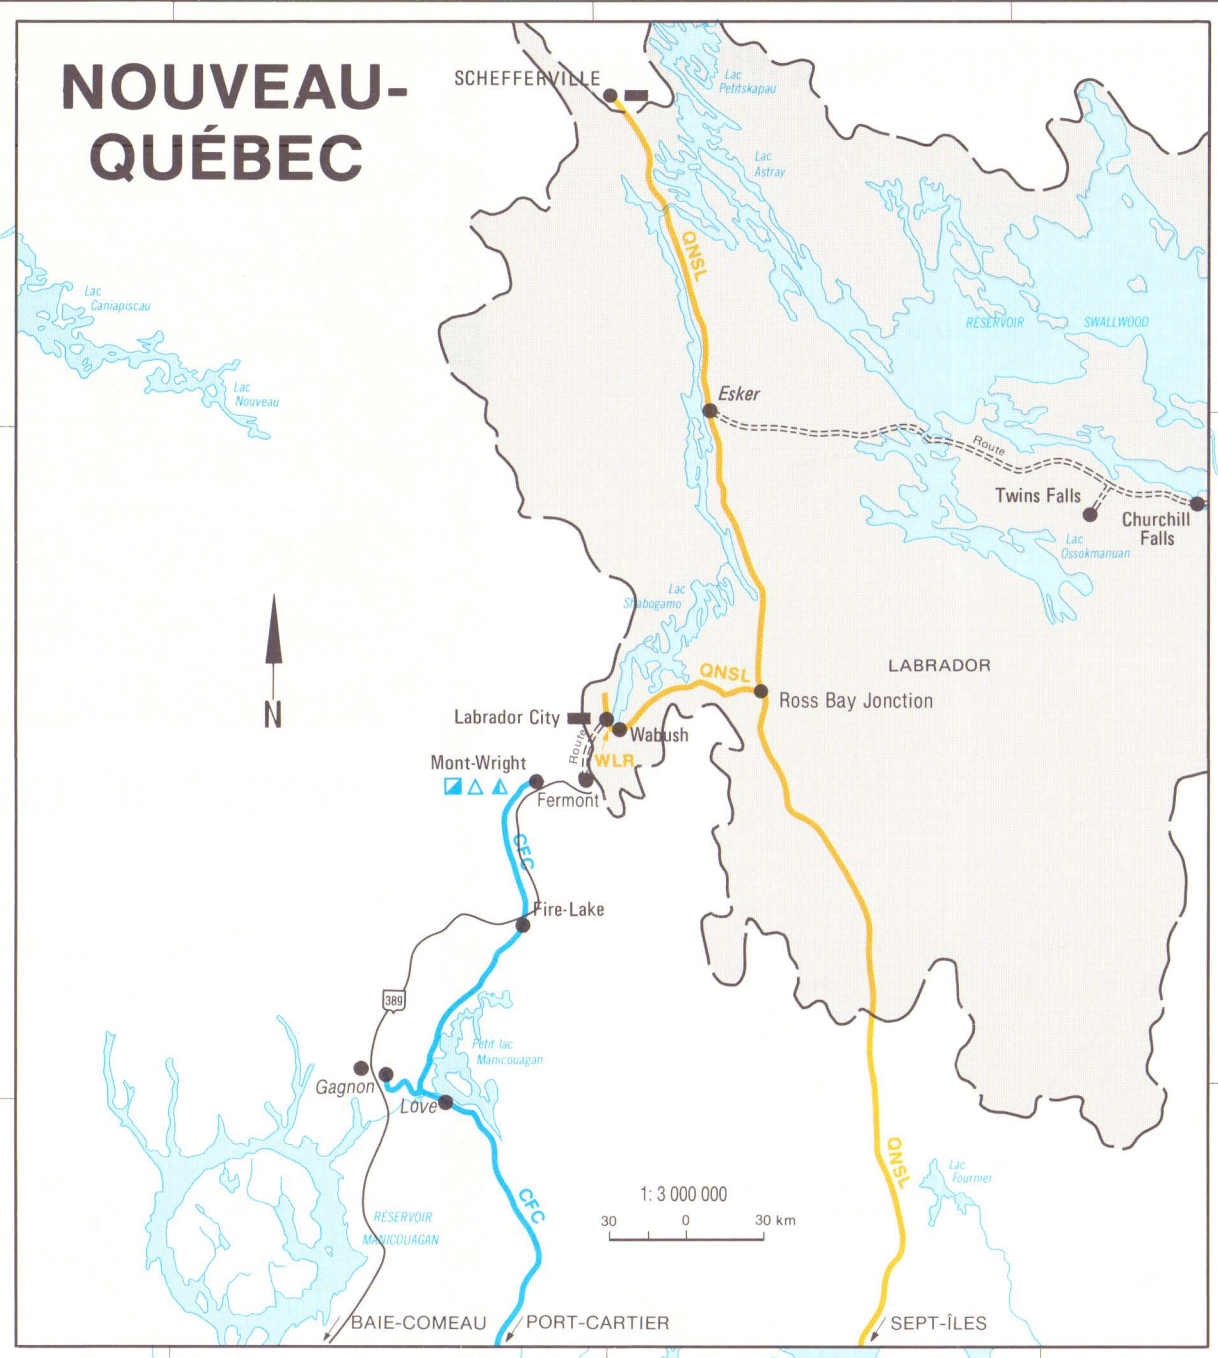 NOUVEAU-
QUÉBEC
SCHEFFERVILLE
Lac
Petitskapau
Lac
Astray
QNSL
Lac
Caniapiscau
RÉSERVOIR SWALLWOOD
Lac
Nouveau
Esker
Route
Twins Falls
Churchill
Falls
Lac
Ossokmanuan
Lac
Shabogamo
LABRADOR
QNSL
Ross Bay Jonction
N
Labrador City
Wabush
Route
WLR
Mont-Wright
Fermont
CFC
Fire-Lake
389
Petit lac
Manicouagan
Gagnon
Love
QNSL
Lac
Fournier
CFC
1: 3 000 000
30 0 30 km
RÉSERVOIR
MANICOUAGAN
BAIE-COMEAU
PORT-CARTIER
SEPT-ÎLES